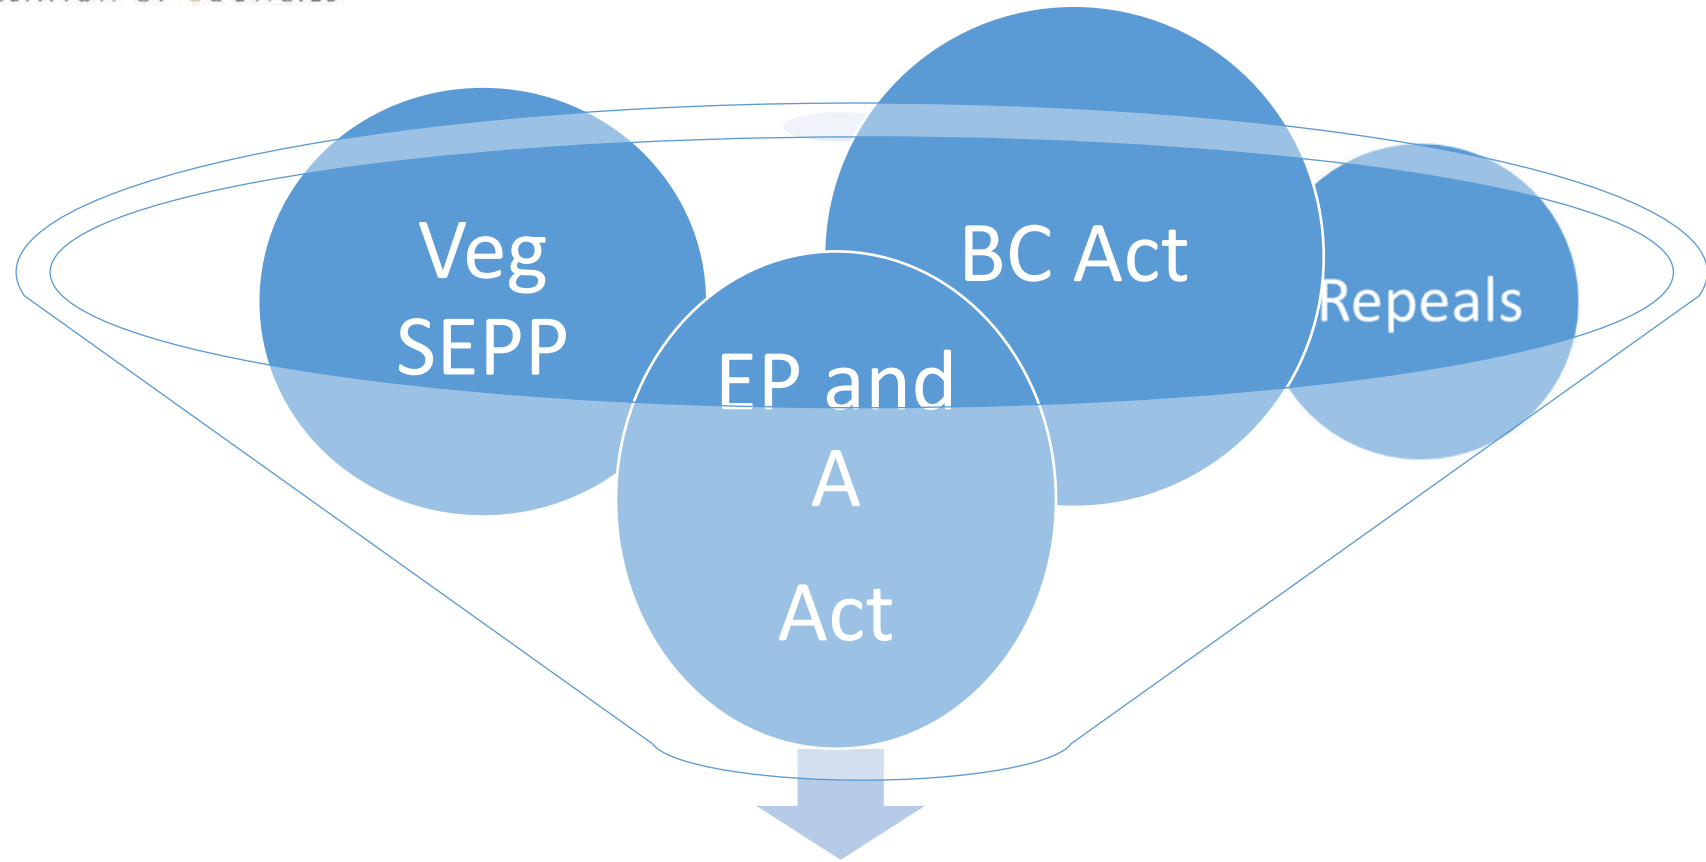 Veg
SEPP
BC Act
Repeals
EP and
A
Act